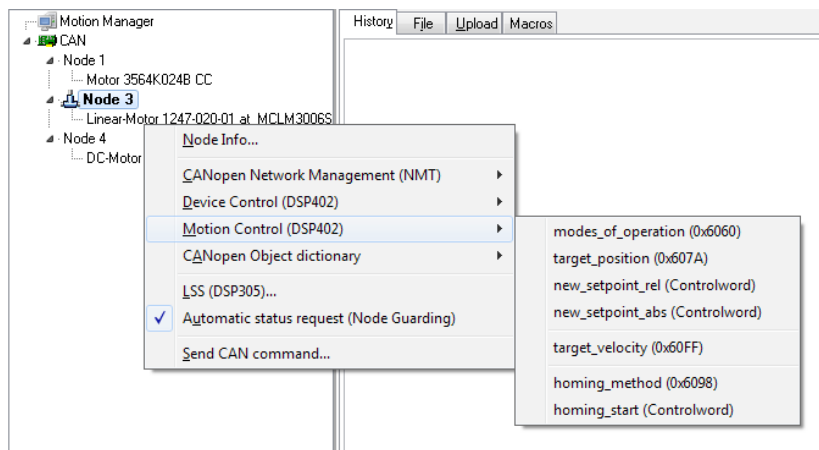 Motion Manager
CAN
Node 1
Motor 3564K024B CC
Node 3
Linear-Motor 1247-020-01 at MCLM3006S
Node 4
DC-Motor
History File Upload Macros
Node Info...
CANopen Network Management (NMT)
Device Control (DSP402)
Motion Control (DSP402)
CANopen Object dictionary
LSS (DSP305)...
Automatic status request (Node Guarding)
Send CAN command...
modes_of_operation (0x6060)
target_position (0x607A)
new_setpoint_rel (Controlword)
new_setpoint_abs (Controlword)
target_velocity (0x60FF)
homing_method (0x6098)
homing_start (Controlword)